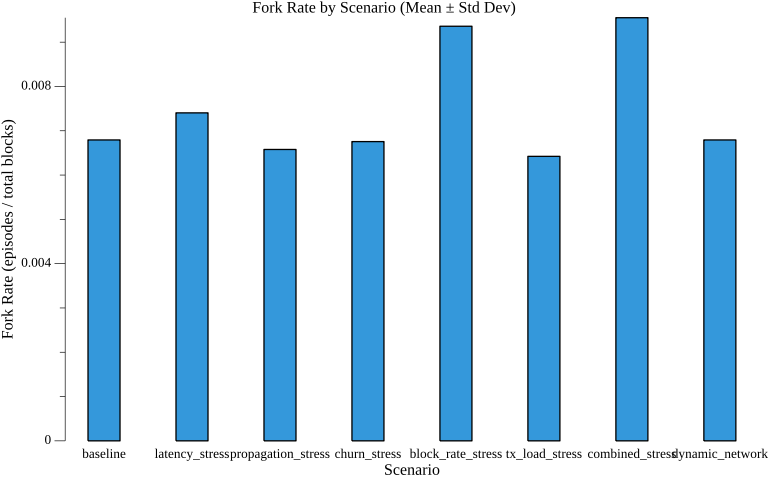 Fork Rate by Scenario (Mean ± Std Dev)
Fork Rate (episodes / total blocks)
0.008
0.004
0
baseline latency_stress propagation_stress churn_stress block_rate_stress tx_load_stress combined_stress dynamic_network
Scenario